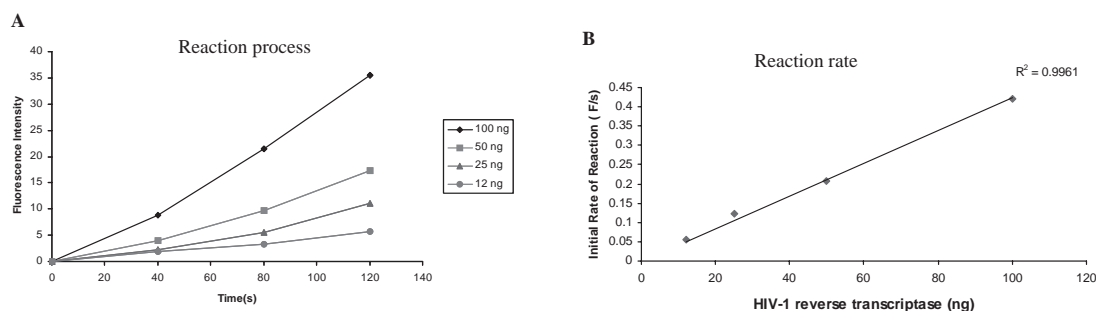 A
Reaction process
40
35
30
25
20
15
10
5
0
Fluorescence Intensity
0 20 40 60 80 100 120 140
Time(s)
100 ng
50 ng
25 ng
12 ng
B
Reaction rate
R² = 0.9961
0.45
0.4
0.35
0.3
0.25
0.2
0.15
0.1
0.05
0
Initial Rate of Reaction ( F/s)
0 20 40 60 80 100 120
HIV-1 reverse transcriptase (ng)